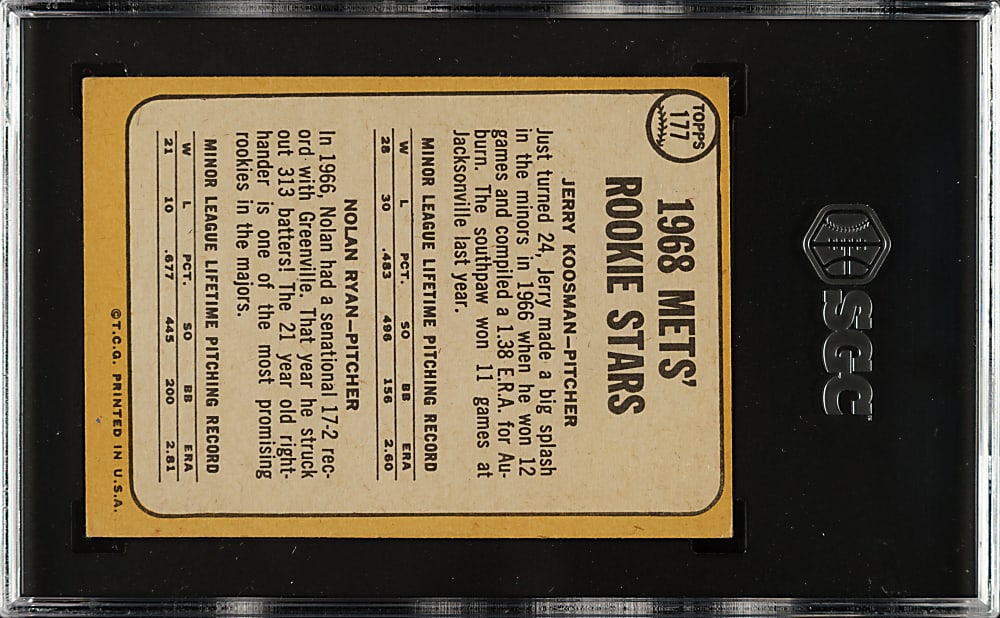 TOPPS
177
1968 METS'
ROOKIE STARS
JERRY KOOSMAN—PITCHER
Just turned 24, Jerry made a big splash
in the minors in 1966 when he won 12
games and compiled a 1.38 E.R.A. for Au-
burn. The southpaw won 11 games at
Jacksonville last year.
MINOR LEAGUE LIFETIME PITCHING RECORD
W L PCT. SO BB ERA
28 30 .483 498 156 2.60
NOLAN RYAN—PITCHER
In 1966, Nolan had a senational 17-2 rec-
ord with Greenville. That year he struck
out 313 batters! The 21 year old right-
hander is one of the most promising
rookies in the majors.
MINOR LEAGUE LIFETIME PITCHING RECORD
W L PCT. SO BB ERA
21 10 .677 445 200 2.81
©T.C.G. PRINTED IN U.S.A.
SGC